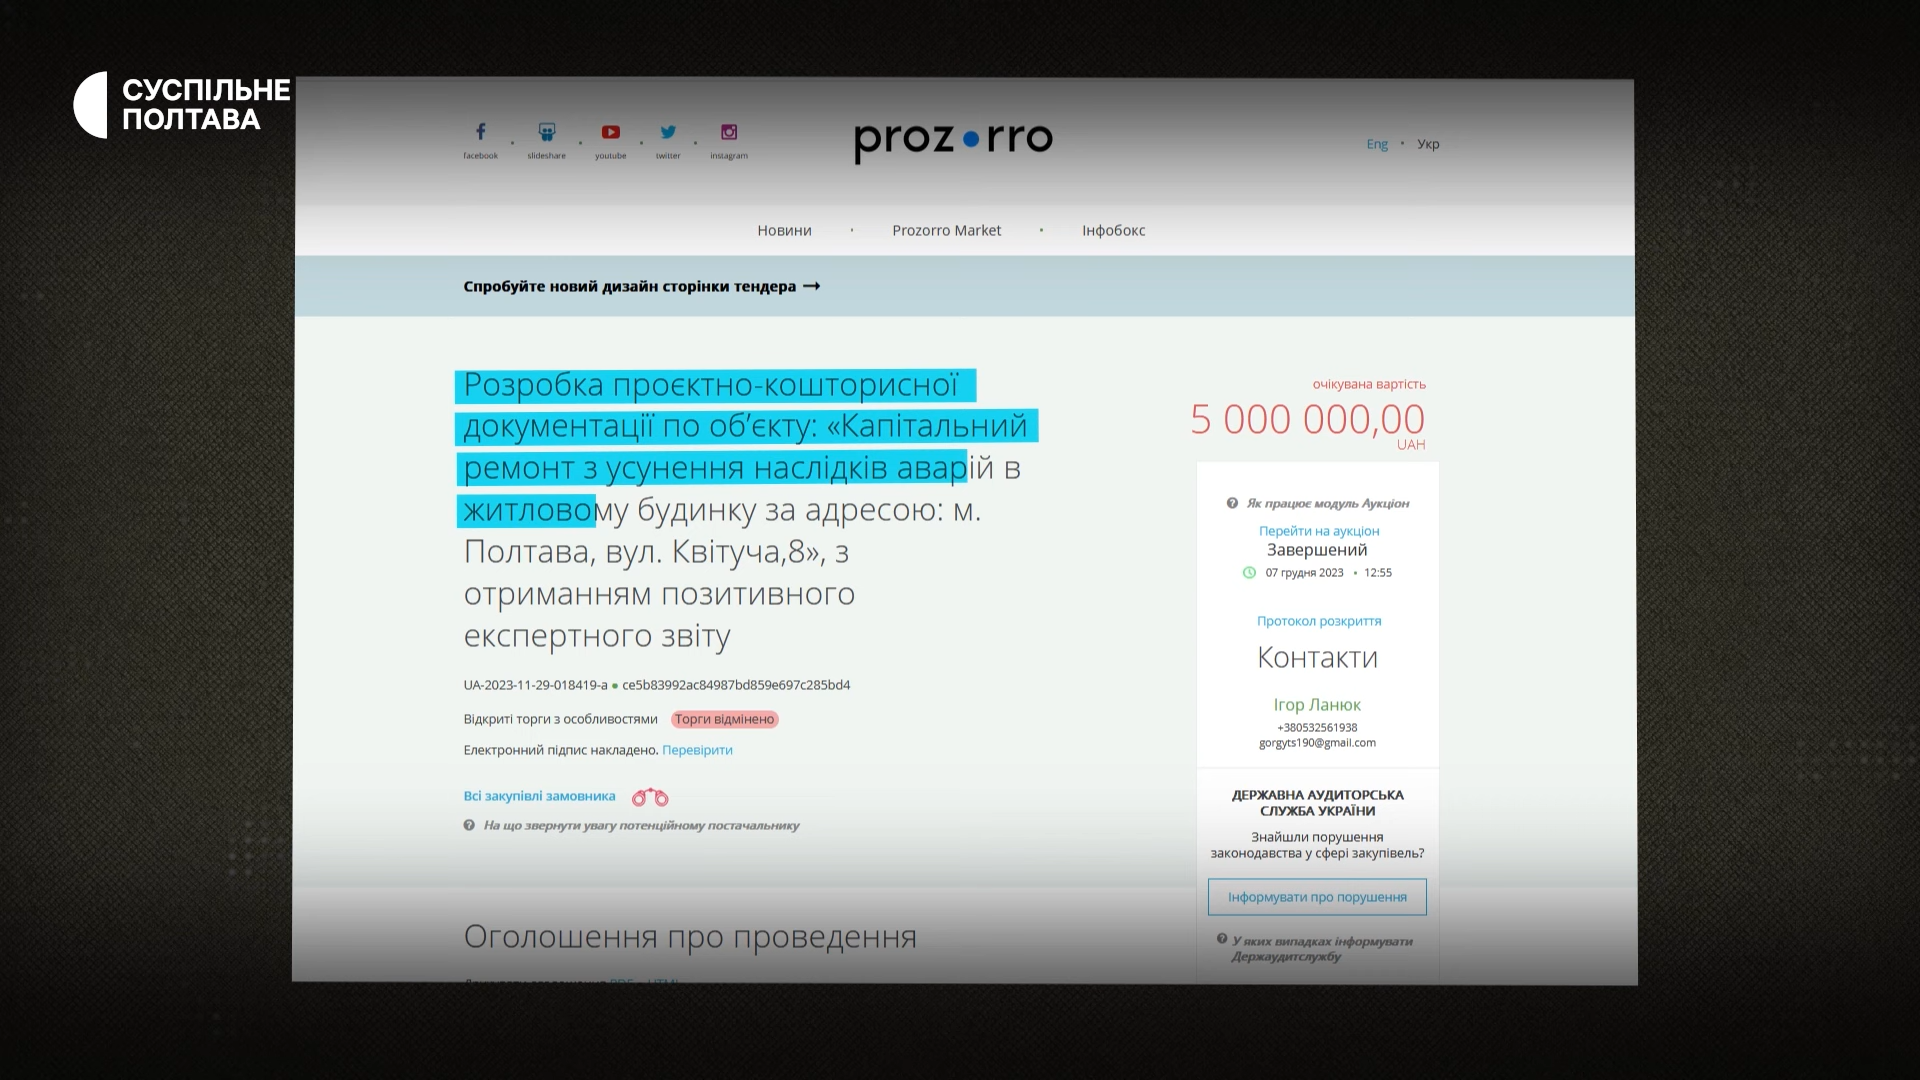 СУСПІЛЬНЕ
ПОЛТАВА
facebook
slideshare
youtube
twitter
instagram
prozorro
Eng • Укр
Новини • Prozorro Market • Інфобокс
Спробуйте новий дизайн сторінки тендера →
Розробка проєктно-кошторисної
документації по об’єкту: «Капітальний
ремонт з усунення наслідків аварій в
житловому будинку за адресою: м.
Полтава, вул. Квітуча,8», з
отриманням позитивного
експертного звіту
UA-2023-11-29-018419-a • ce5b83992ac84987bd859e697c285bd4
Відкриті торги з особливостями Торги відмінено
Електронний підпис накладено. Перевірити
Всі закупівлі замовника
На що звернути увагу потенційному постачальнику
Оголошення про проведення
очікувана вартість
5 000 000,00
UAH
Як працює модуль Аукціон
Перейти на аукціон
Завершений
07 грудня 2023 • 12:55
Протокол розкриття
Контакти
Ігор Ланюк
+380532561938
gorgyts190@gmail.com
ДЕРЖАВНА АУДИТОРСЬКА
СЛУЖБА УКРАЇНИ
Знайшли порушення
законодавства у сфері закупівель?
Інформувати про порушення
У яких випадках інформувати
Держаудитслужбу